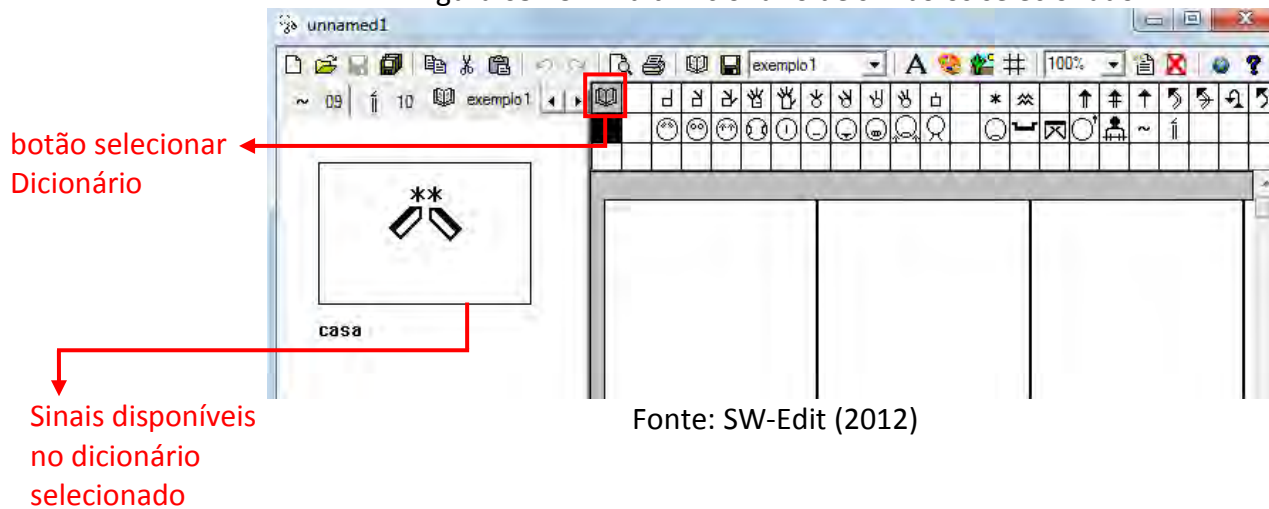 unnamed1
exemplo1
100%
~ 09 10 exemplo1
botão selecionar
Dicionário
**
casa
Sinais disponíveis
no dicionário
selecionado
Fonte: SW-Edit (2012)